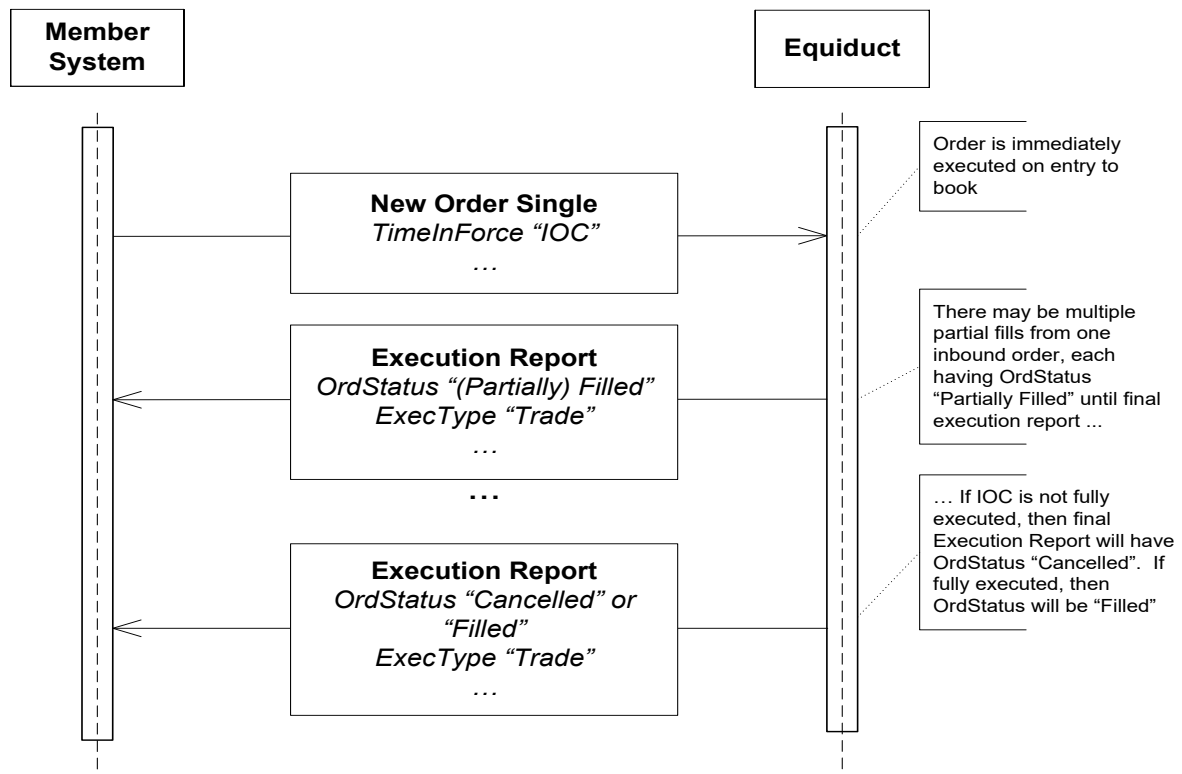 Member
System
Equiduct
Order is immediately
executed on entry to
book
New Order Single
TimeInForce “IOC”
…
There may be multiple
partial fills from one
inbound order, each
having OrdStatus
“Partially Filled” until final
execution report ...
Execution Report
OrdStatus “(Partially) Filled”
ExecType “Trade”
…
…
… If IOC is not fully
executed, then final
Execution Report will have
OrdStatus “Cancelled”.  If
fully executed, then
OrdStatus will be “Filled”
Execution Report
OrdStatus “Cancelled” or
“Filled”
ExecType “Trade”
…